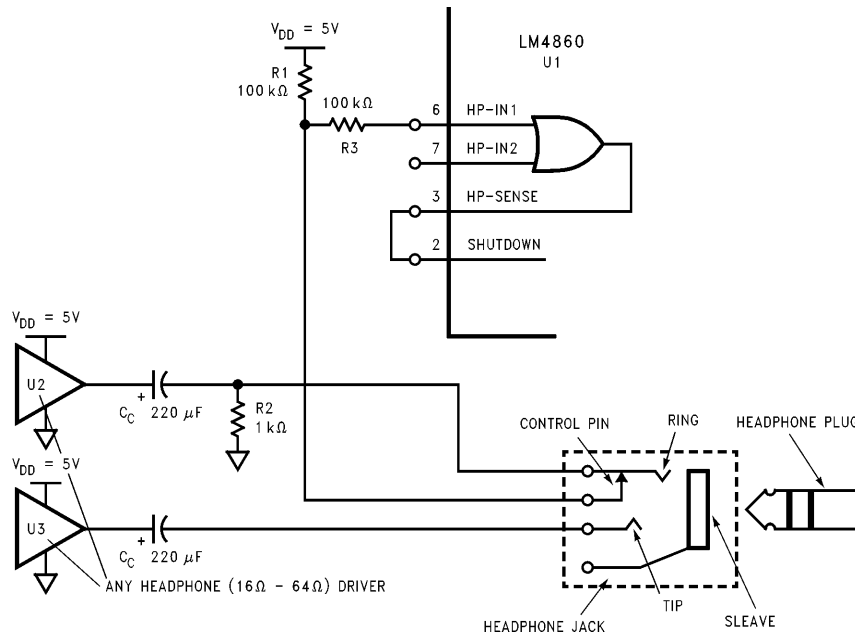 V_DD = 5V
LM4860
U1
R1
100 kΩ
100 kΩ
R3
6 HP-IN1
7 HP-IN2
3 HP-SENSE
2 SHUTDOWN
V_DD = 5V
U2
+
C_C 220 μF
R2
1 kΩ
CONTROL PIN
RING
HEADPHONE PLUG
V_DD = 5V
U3
+
C_C 220 μF
ANY HEADPHONE (16Ω - 64Ω) DRIVER
HEADPHONE JACK
TIP
SLEAVE